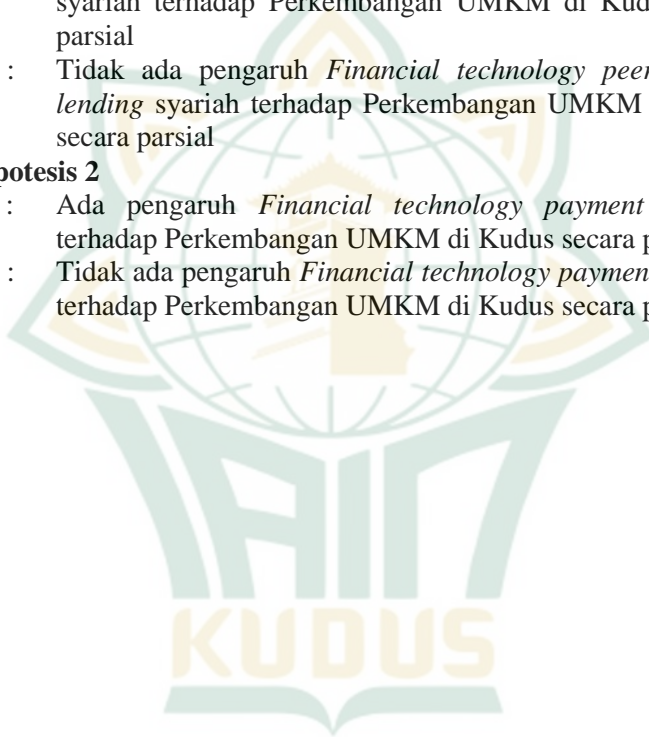 syariah terhadap Perkembangan UMKM di Kud
parsial
: Tidak ada pengaruh Financial technology peer
lending syariah terhadap Perkembangan UMKM
secara parsial
potesis 2
: Ada pengaruh Financial technology payment
terhadap Perkembangan UMKM di Kudus secara p
: Tidak ada pengaruh Financial technology payment
terhadap Perkembangan UMKM di Kudus secara p
IAIN
KUDUS